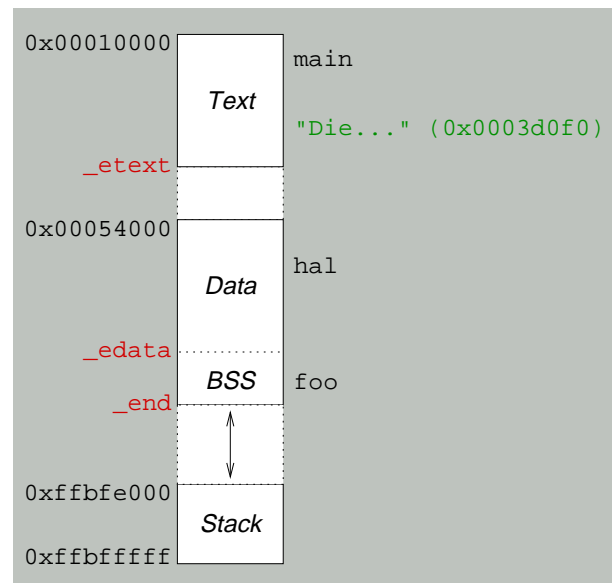 0x00010000
main
Text
"Die..." (0x0003d0f0)
_etext
0x00054000
hal
Data
_edata
BSS
foo
_end
0xffbfe000
Stack
0xffbfffff